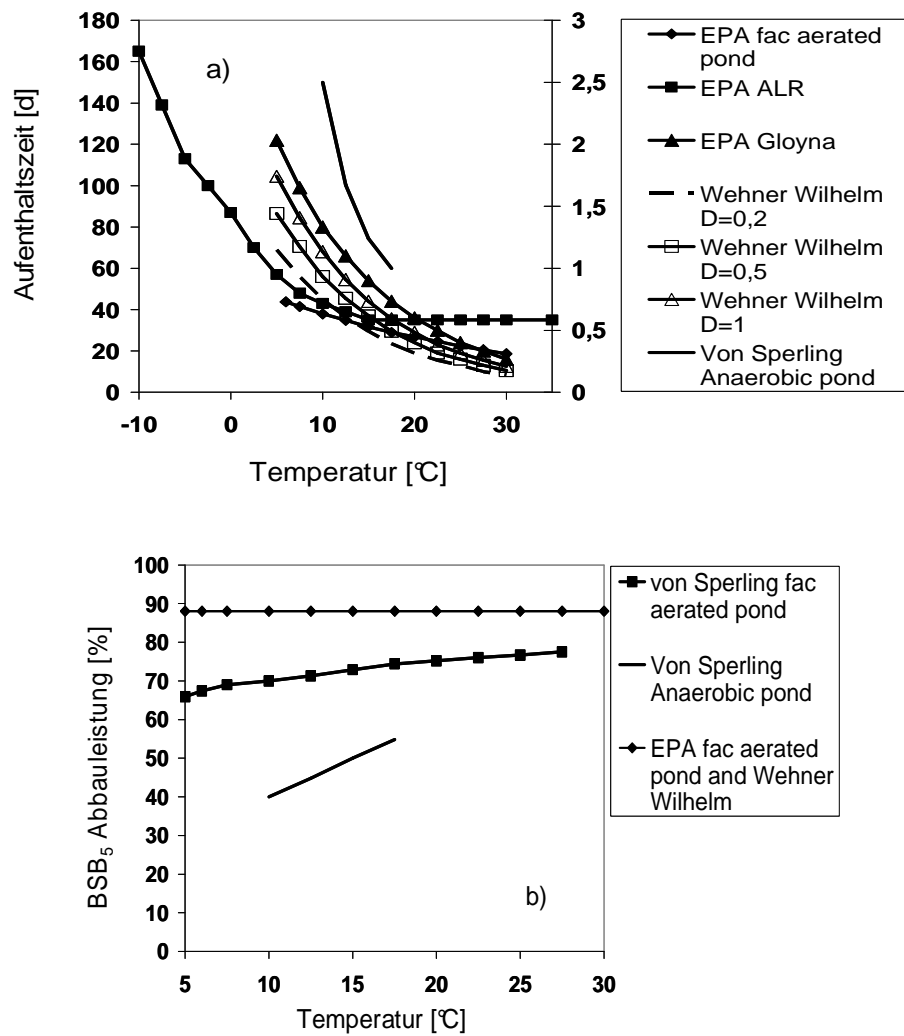 a)
Aufenthaltszeit [d]
180
160
140
120
100
80
60
40
20
0
3
2,5
2
1,5
1
0,5
0
-10
0
10
20
30
Temperatur [°C]
EPA fac aerated
pond
EPA ALR
EPA Gloyna
Wehner Wilhelm
D=0,2
Wehner Wilhelm
D=0,5
Wehner Wilhelm
D=1
Von Sperling
Anaerobic pond
BSB₅ Abbauleistung [%]
100
90
80
70
60
50
40
30
20
10
0
b)
5
10
15
20
25
30
Temperatur [°C]
von Sperling fac
aerated pond
Von Sperling
Anaerobic pond
EPA fac aerated
pond and Wehner
Wilhelm